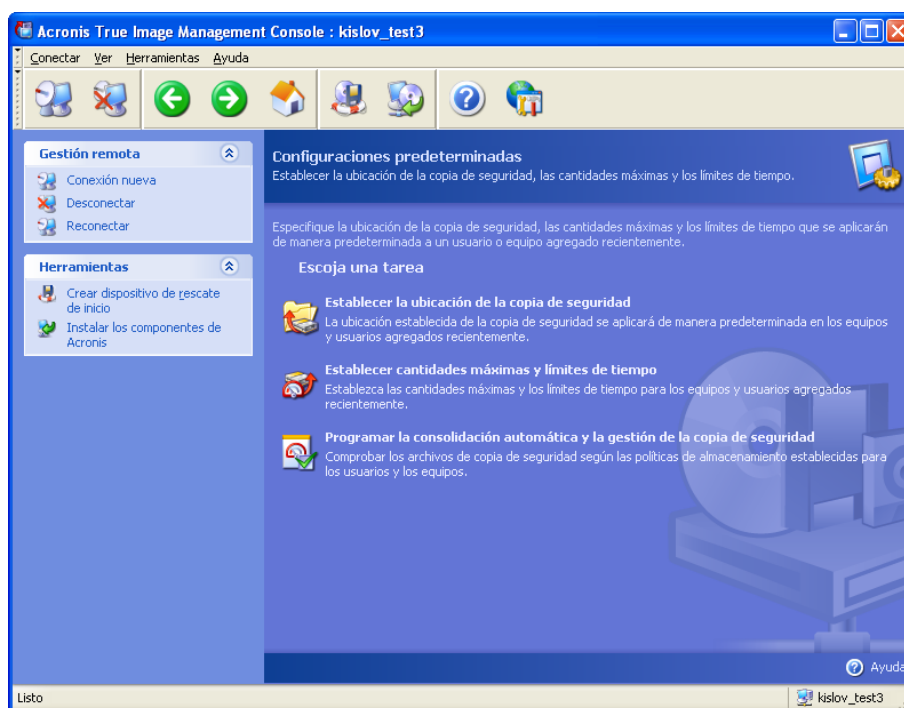 Acronis True Image Management Console : kislov_test3
Conectar Ver Herramientas Ayuda
Gestión remota
Conexión nueva
Desconectar
Reconectar
Herramientas
Crear dispositivo de rescate
de inicio
Instalar los componentes de
Acronis
Configuraciones predeterminadas
Establecer la ubicación de la copia de seguridad, las cantidades máximas y los límites de tiempo.
Especifique la ubicación de la copia de seguridad, las cantidades máximas y los límites de tiempo que se aplicarán
de manera predeterminada a un usuario o equipo agregado recientemente.
Escoja una tarea
Establecer la ubicación de la copia de seguridad
La ubicación establecida de la copia de seguridad se aplicará de manera predeterminada en los equipos
y usuarios agregados recientemente.
Establecer cantidades máximas y límites de tiempo
Establezca las cantidades máximas y los límites de tiempo para los equipos y usuarios agregados
recientemente.
Programar la consolidación automática y la gestión de la copia de seguridad
Comprobar los archivos de copia de seguridad según las políticas de almacenamiento establecidas para
los usuarios y los equipos.
Ayuda
Listo
kislov_test3